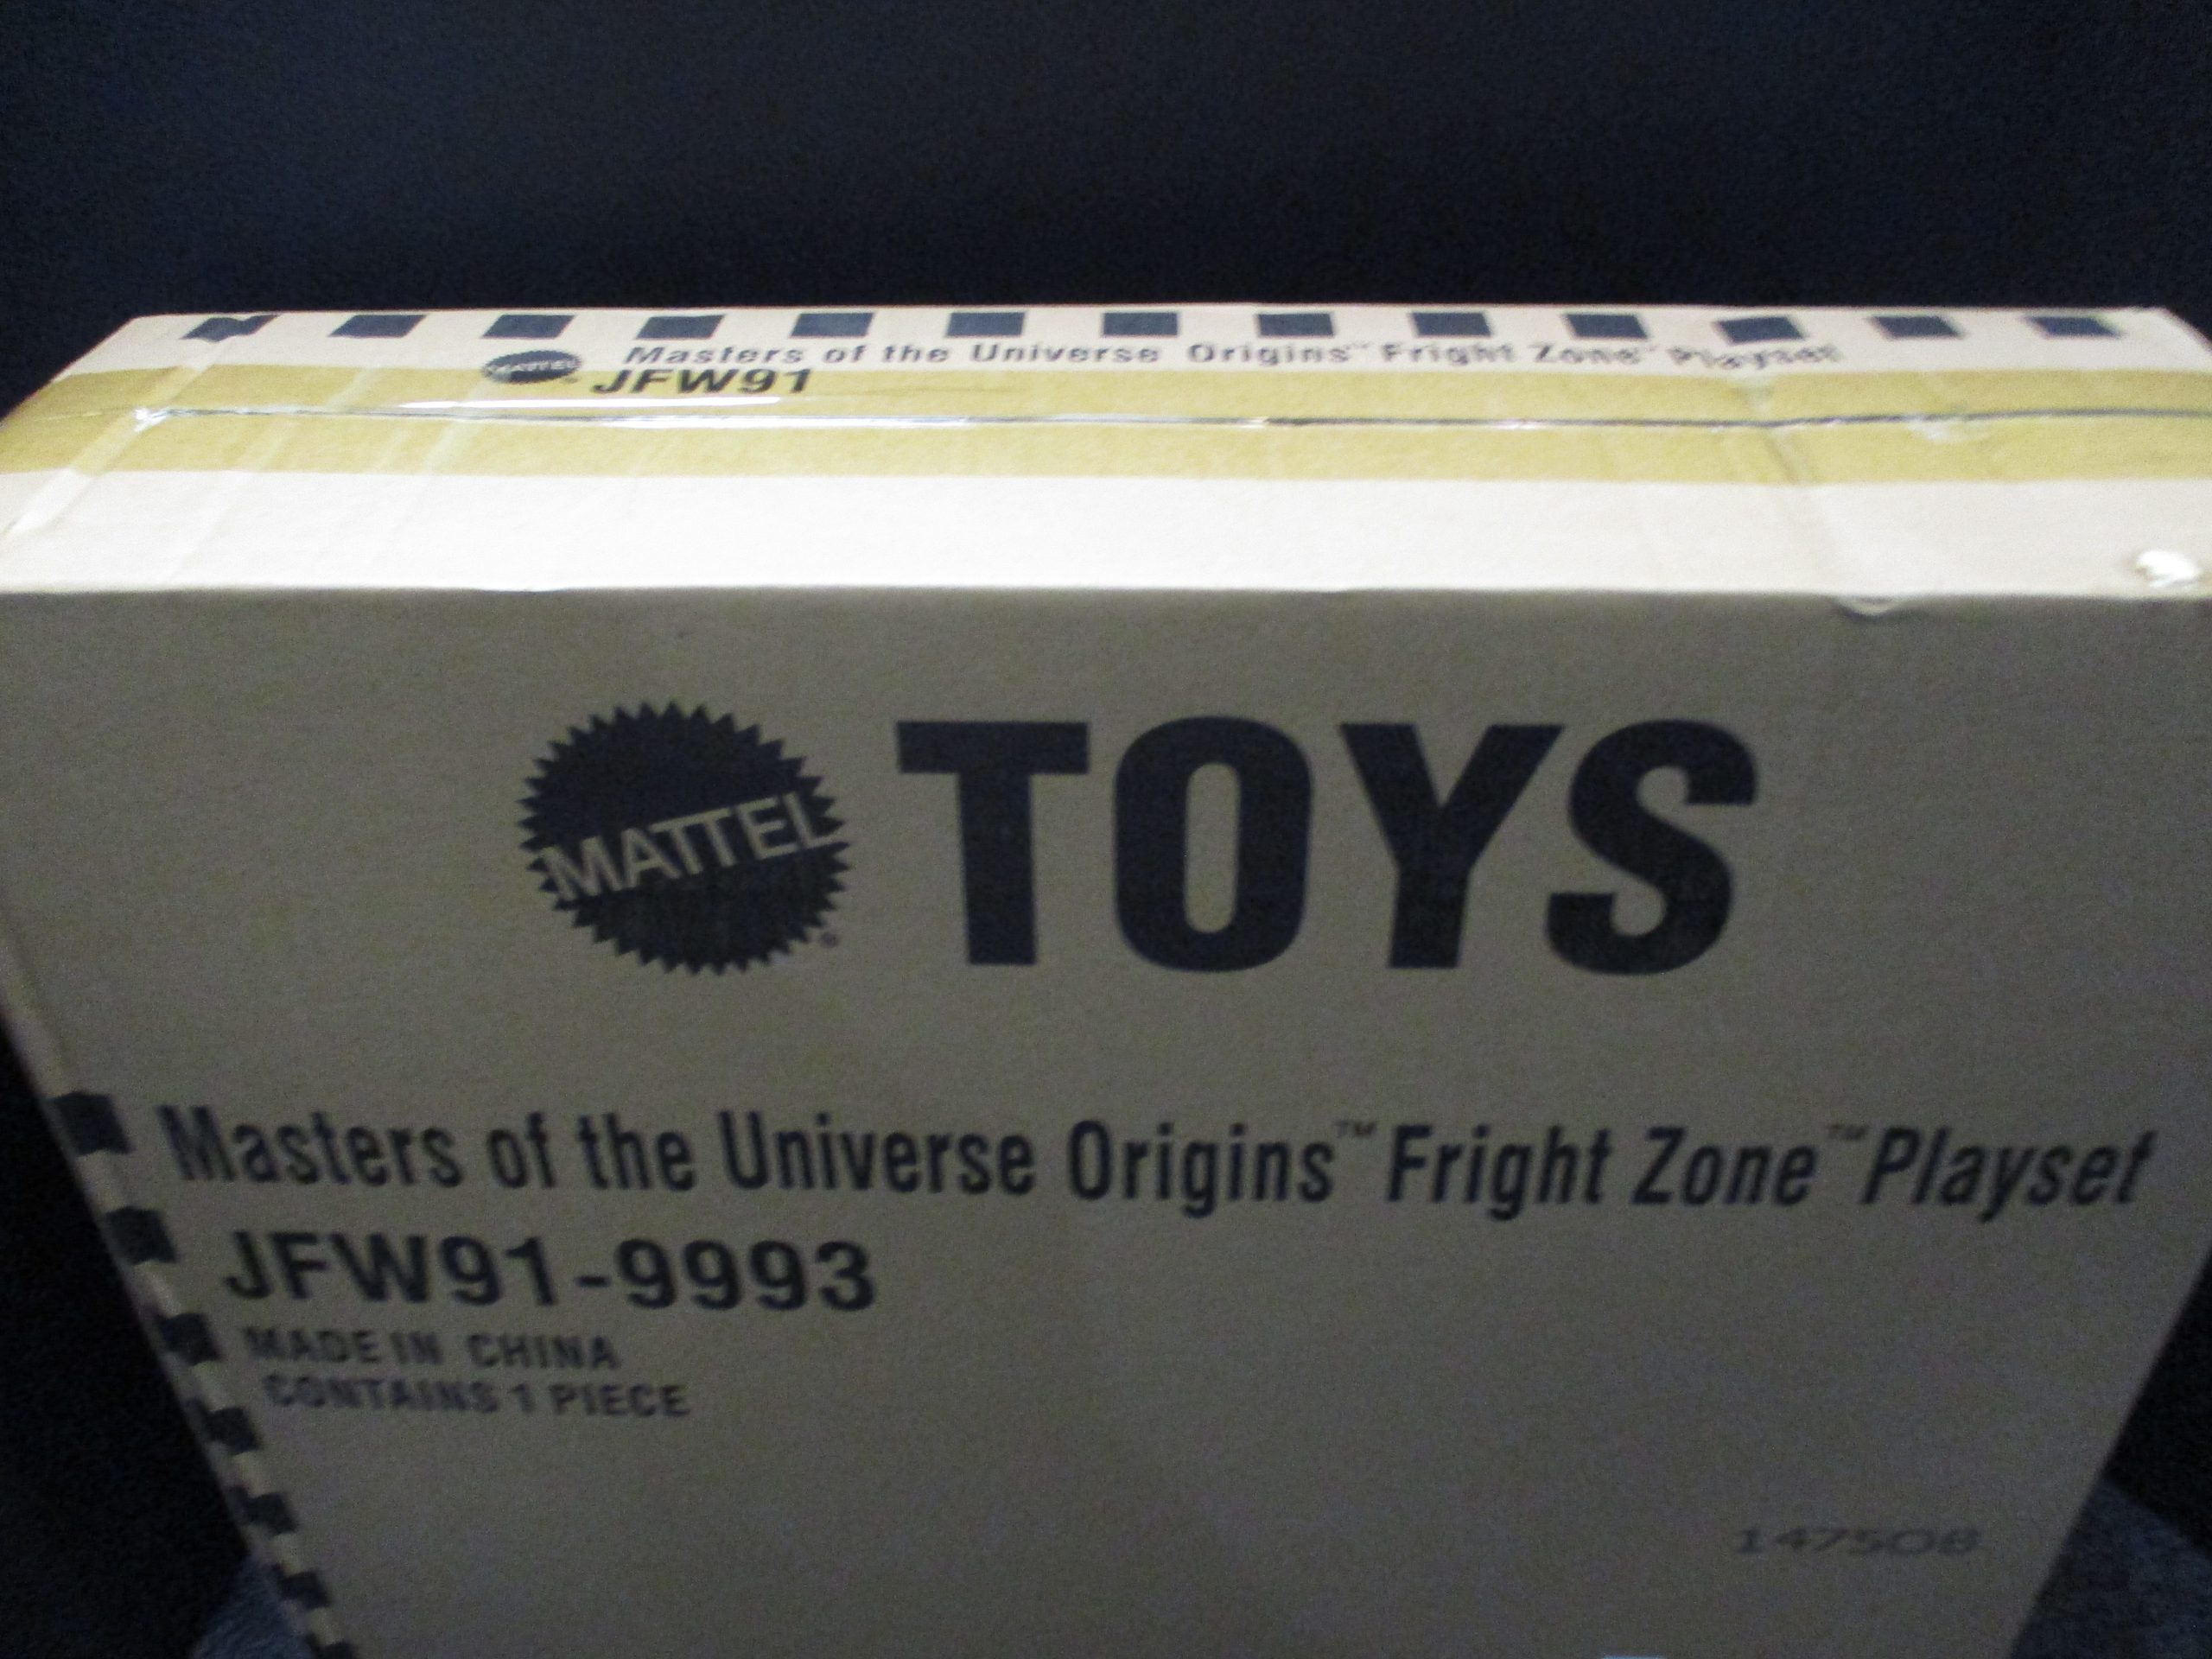 MATTEL
Masters of the Universe Origins™ Fright Zone™ Playset
JFW91
MATTEL® TOYS
Masters of the Universe Origins™ Fright Zone™ Playset
JFW91-9993
MADE IN CHINA
CONTAINS 1 PIECE
147508